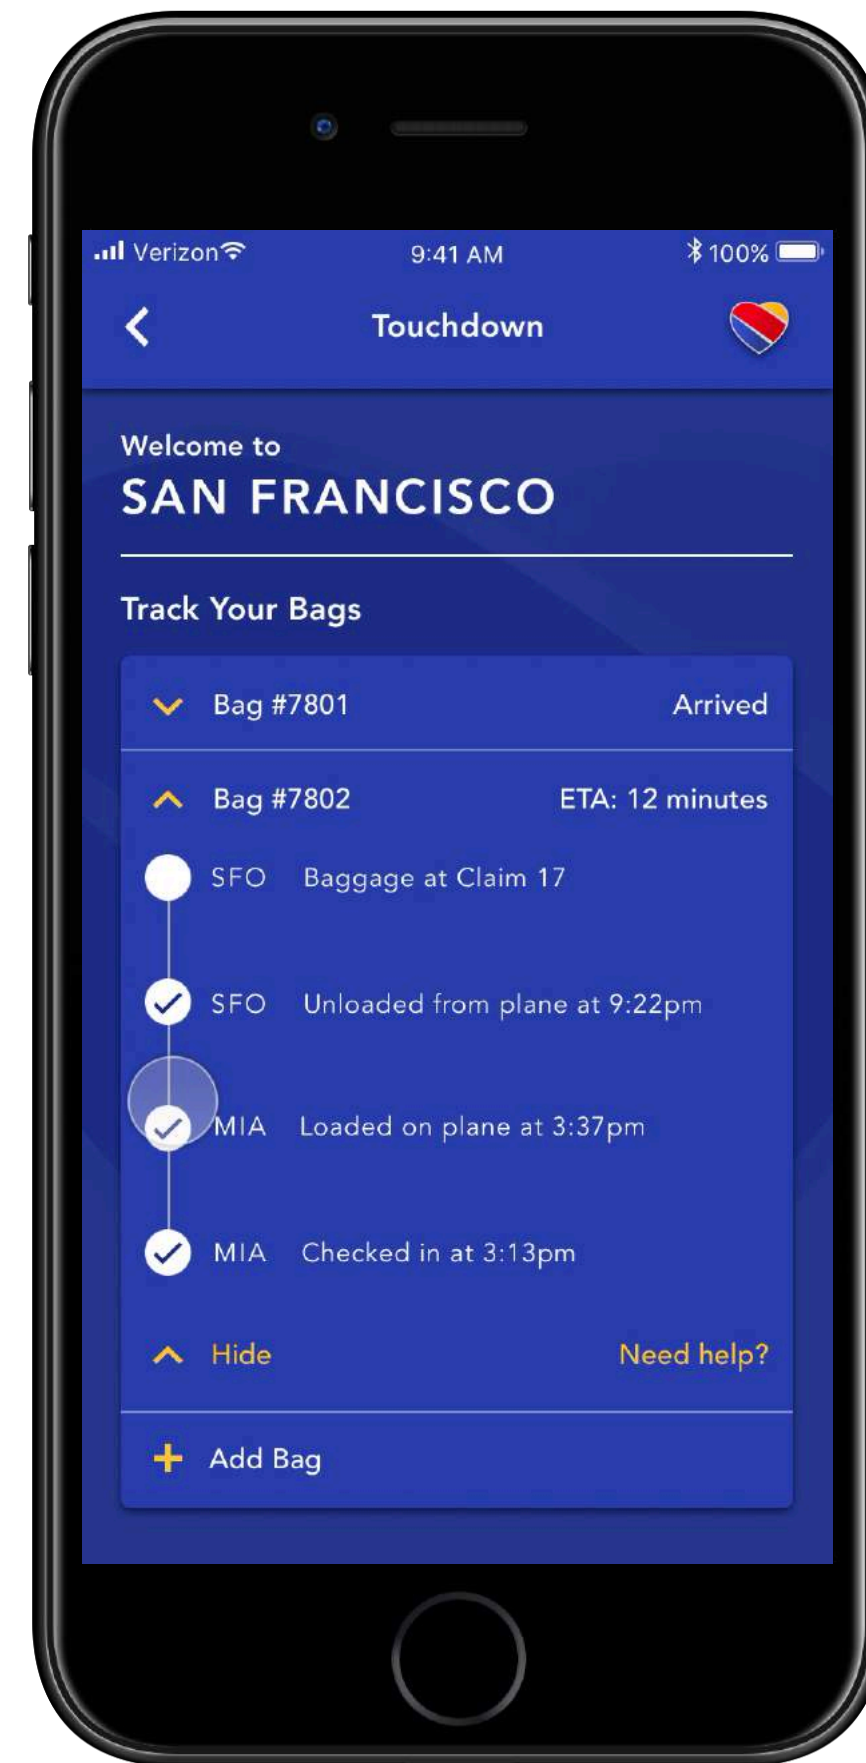 Verizon 9:41 AM 100%
Touchdown
Welcome to
SAN FRANCISCO
Track Your Bags
Bag #7801 Arrived
Bag #7802 ETA: 12 minutes
SFO Baggage at Claim 17
SFO Unloaded from plane at 9:22pm
MIA Loaded on plane at 3:37pm
MIA Checked in at 3:13pm
Hide Need help?
Add Bag